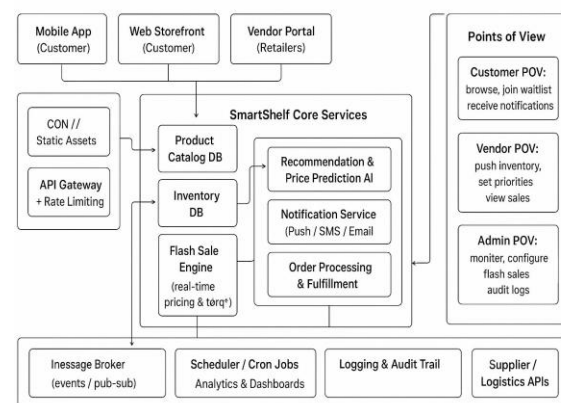 Mobile App
(Customer)
Web Storefront
(Customer)
Vendor Portal
(Retailers)
CON //
Static Assets
API Gateway
+ Rate Limiting
SmartShelf Core Services
Product
Catalog DB
Inventory
DB
Flash Sale
Engine
(real-time
pricing & tørq*)
Recommendation &
Price Prediction AI
Notification Service
(Push / SMS / Email
Order Processing
& Fulfillment
Points of View
Customer POV:
browse, join waitlist
receive notifications
Vendor POV:
push inventory,
set priorities
view sales
Admin POV:
moniter, configure
flash sales
audit logs
Inessage Broker
(events / pub-sub)
Scheduler / Cron Jobs
Analytics & Dashboards
Logging & Audit Trail
Supplier /
Logistics APIs